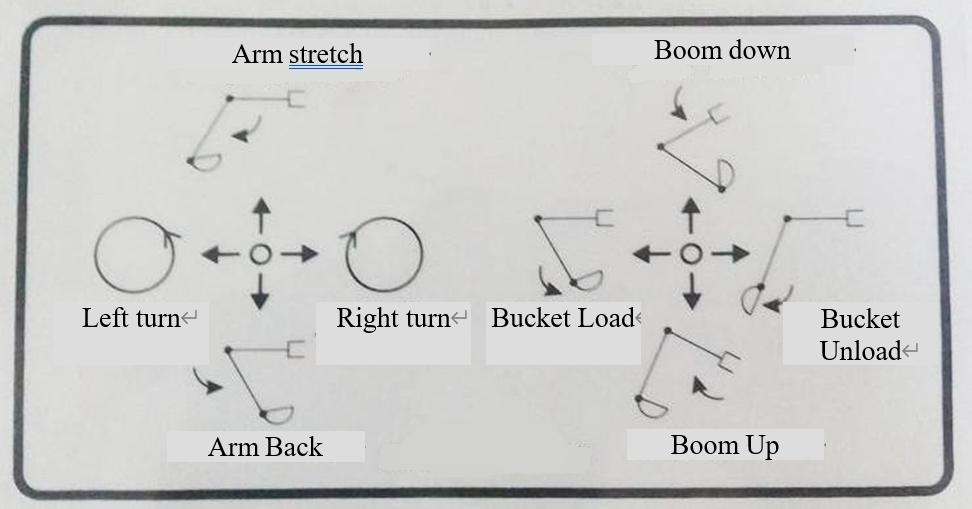 Arm stretch
Boom down
Left turn
Right turn
Bucket Load
Bucket
Unload
Arm Back
Boom Up